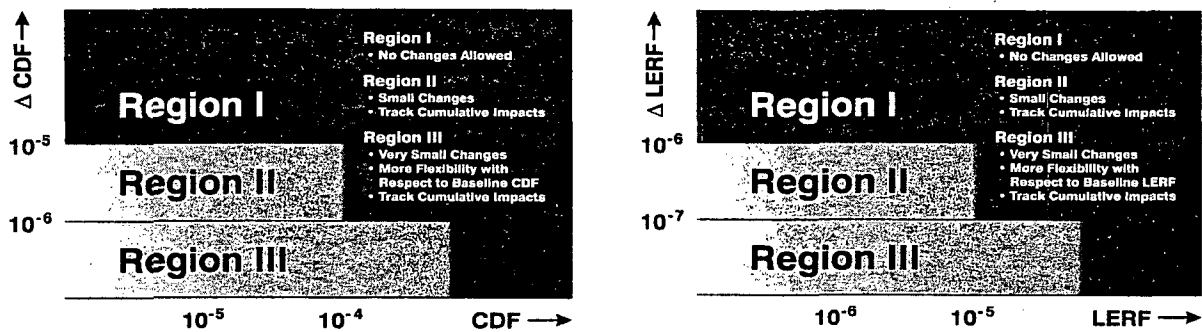 Δ CDF →
Region I
• No Changes Allowed
Region II
• Small Changes
• Track Cumulative Impacts
Region III
• Very Small Changes
• More Flexibility with
Respect to Baseline CDF
• Track Cumulative Impacts
Region I
10⁻⁵
Region II
10⁻⁶
Region III
10⁻⁵ 10⁻⁴ CDF →
Δ LERF →
Region I
• No Changes Allowed
Region II
• Small Changes
• Track Cumulative Impacts
Region III
• Very Small Changes
• More Flexibility with
Respect to Baseline LERF
• Track Cumulative Impacts
Region I
10⁻⁶
Region II
10⁻⁷
Region III
10⁻⁶ 10⁻⁵ LERF →